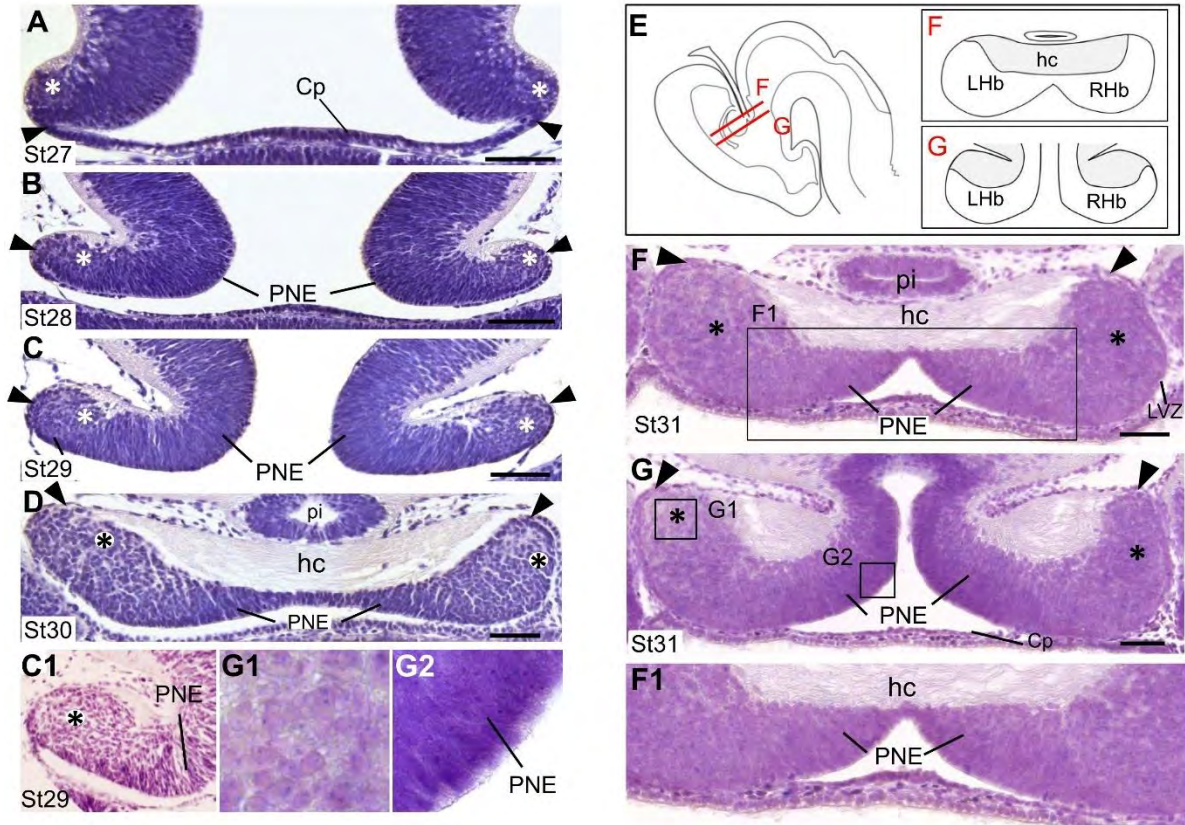 A
*
*
Cp
St27
B
*
*
PNE
St28
C
*
*
PNE
St29
D
pi
*
*
hc
PNE
St30
C1
PNE
*
St29
G1
G2
PNE
E
F
G
F
hc
LHb
RHb
G
LHb
RHb
F
pi
hc
*
F1
*
PNE
LVZ
St31
G
*
G1
*
G2
PNE
Cp
St31
F1
hc
PNE